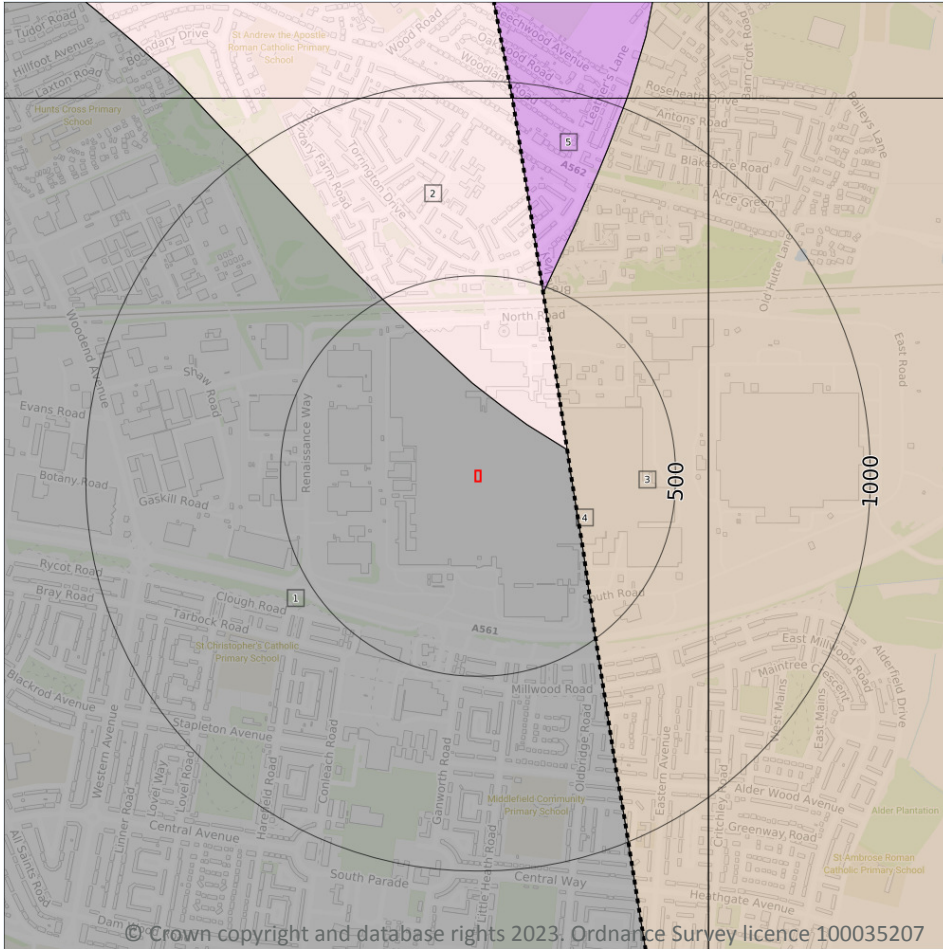 Tudor Road
Hillfoot Avenue
Laxton Road
Boundary Drive
Hunts Cross Primary
School
St Andrew the Apostle
Roman Catholic Primary
School
Wood Road
Avenue
Road
Leathers Lane
A562
5
Roseheath Drive
Antons Road
Barn Croft Road
Baileys Lane
Blakeacre Road
Acre Green
Old Hutte Lane
2
Torrington Drive
Farm Road
North Road
East Road
Woodend Avenue
Shaw Road
Evans Road
Botany Road
Gaskill Road
Renaissance Way
3
500
1000
4
Rycot Road
Bray Road
1
Clough Road
Tarbock Road
St Christopher's Catholic
Primary School
A561
South Road
East Millwood Road
Maintree Crescent
Alderfield Drive
West Mains
East Mains
Millwood Road
Blackrod Avenue
Western Avenue
Stapleton Avenue
Lovel Way
Lovel Road
Linner Road
Harefield Road
Conleach Road
Ganworth Road
Oldbridge Road
Eastern Avenue
Critchley Road
Middlefield Community
Primary School
Alder Wood Avenue
Alder Plantation
Greenway Road
Central Avenue
All Saints Road
South Parade
Little Heath Road
Central Way
St Ambrose Roman
Catholic Primary School
Heathgate Avenue
© Crown copyright and database rights 2023. Ordnance Survey licence 100035207